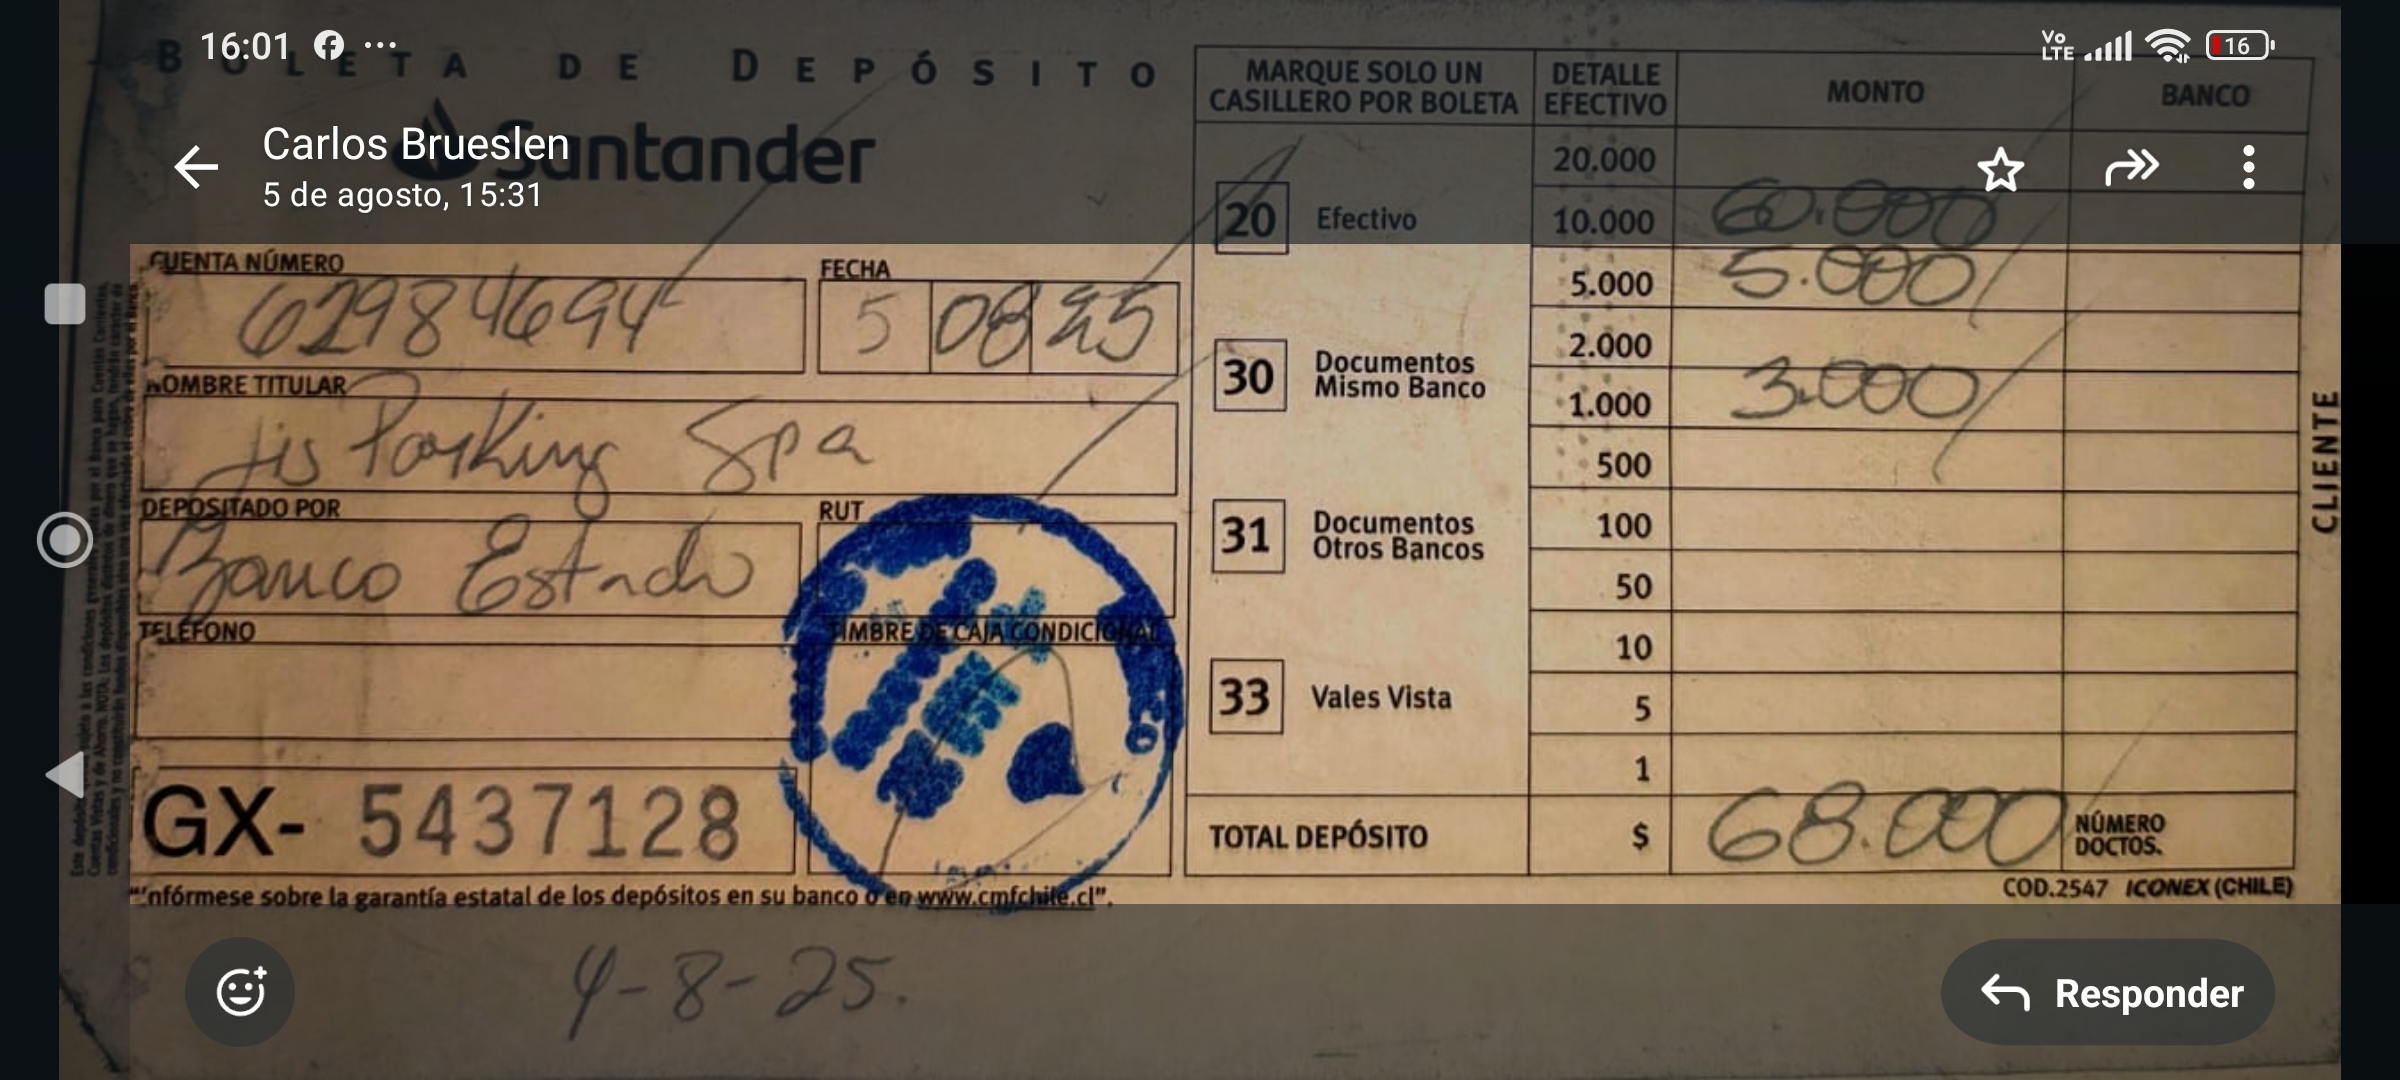 16:01
VoLTE 16
BOLETA DE DEPÓSITO
Carlos Brueslen
5 de agosto, 15:31
Santander
CUENTA NÚMERO
62984694
FECHA
5 08 25
NOMBRE TITULAR
Jis Parking Spa
DEPOSITADO POR
Banco Estado
RUT
TELÉFONO
TIMBRE DE CAJA CONDICIONAL
GX- 5437128
"Infórmese sobre la garantía estatal de los depósitos en su banco o en www.cmfchile.cl".
MARQUE SOLO UN CASILLERO POR BOLETA
20 Efectivo
30 Documentos Mismo Banco
31 Documentos Otros Bancos
33 Vales Vista
DETALLE EFECTIVO MONTO BANCO
20.000
10.000 60.000
5.000 5.000
2.000
1.000 3.000
500
100
50
10
5
1
TOTAL DEPÓSITO $ 68.000 NÚMERO DOCTOS.
COD.2547 ICONEX (CHILE)
CLIENTE
4-8-25.
Responder